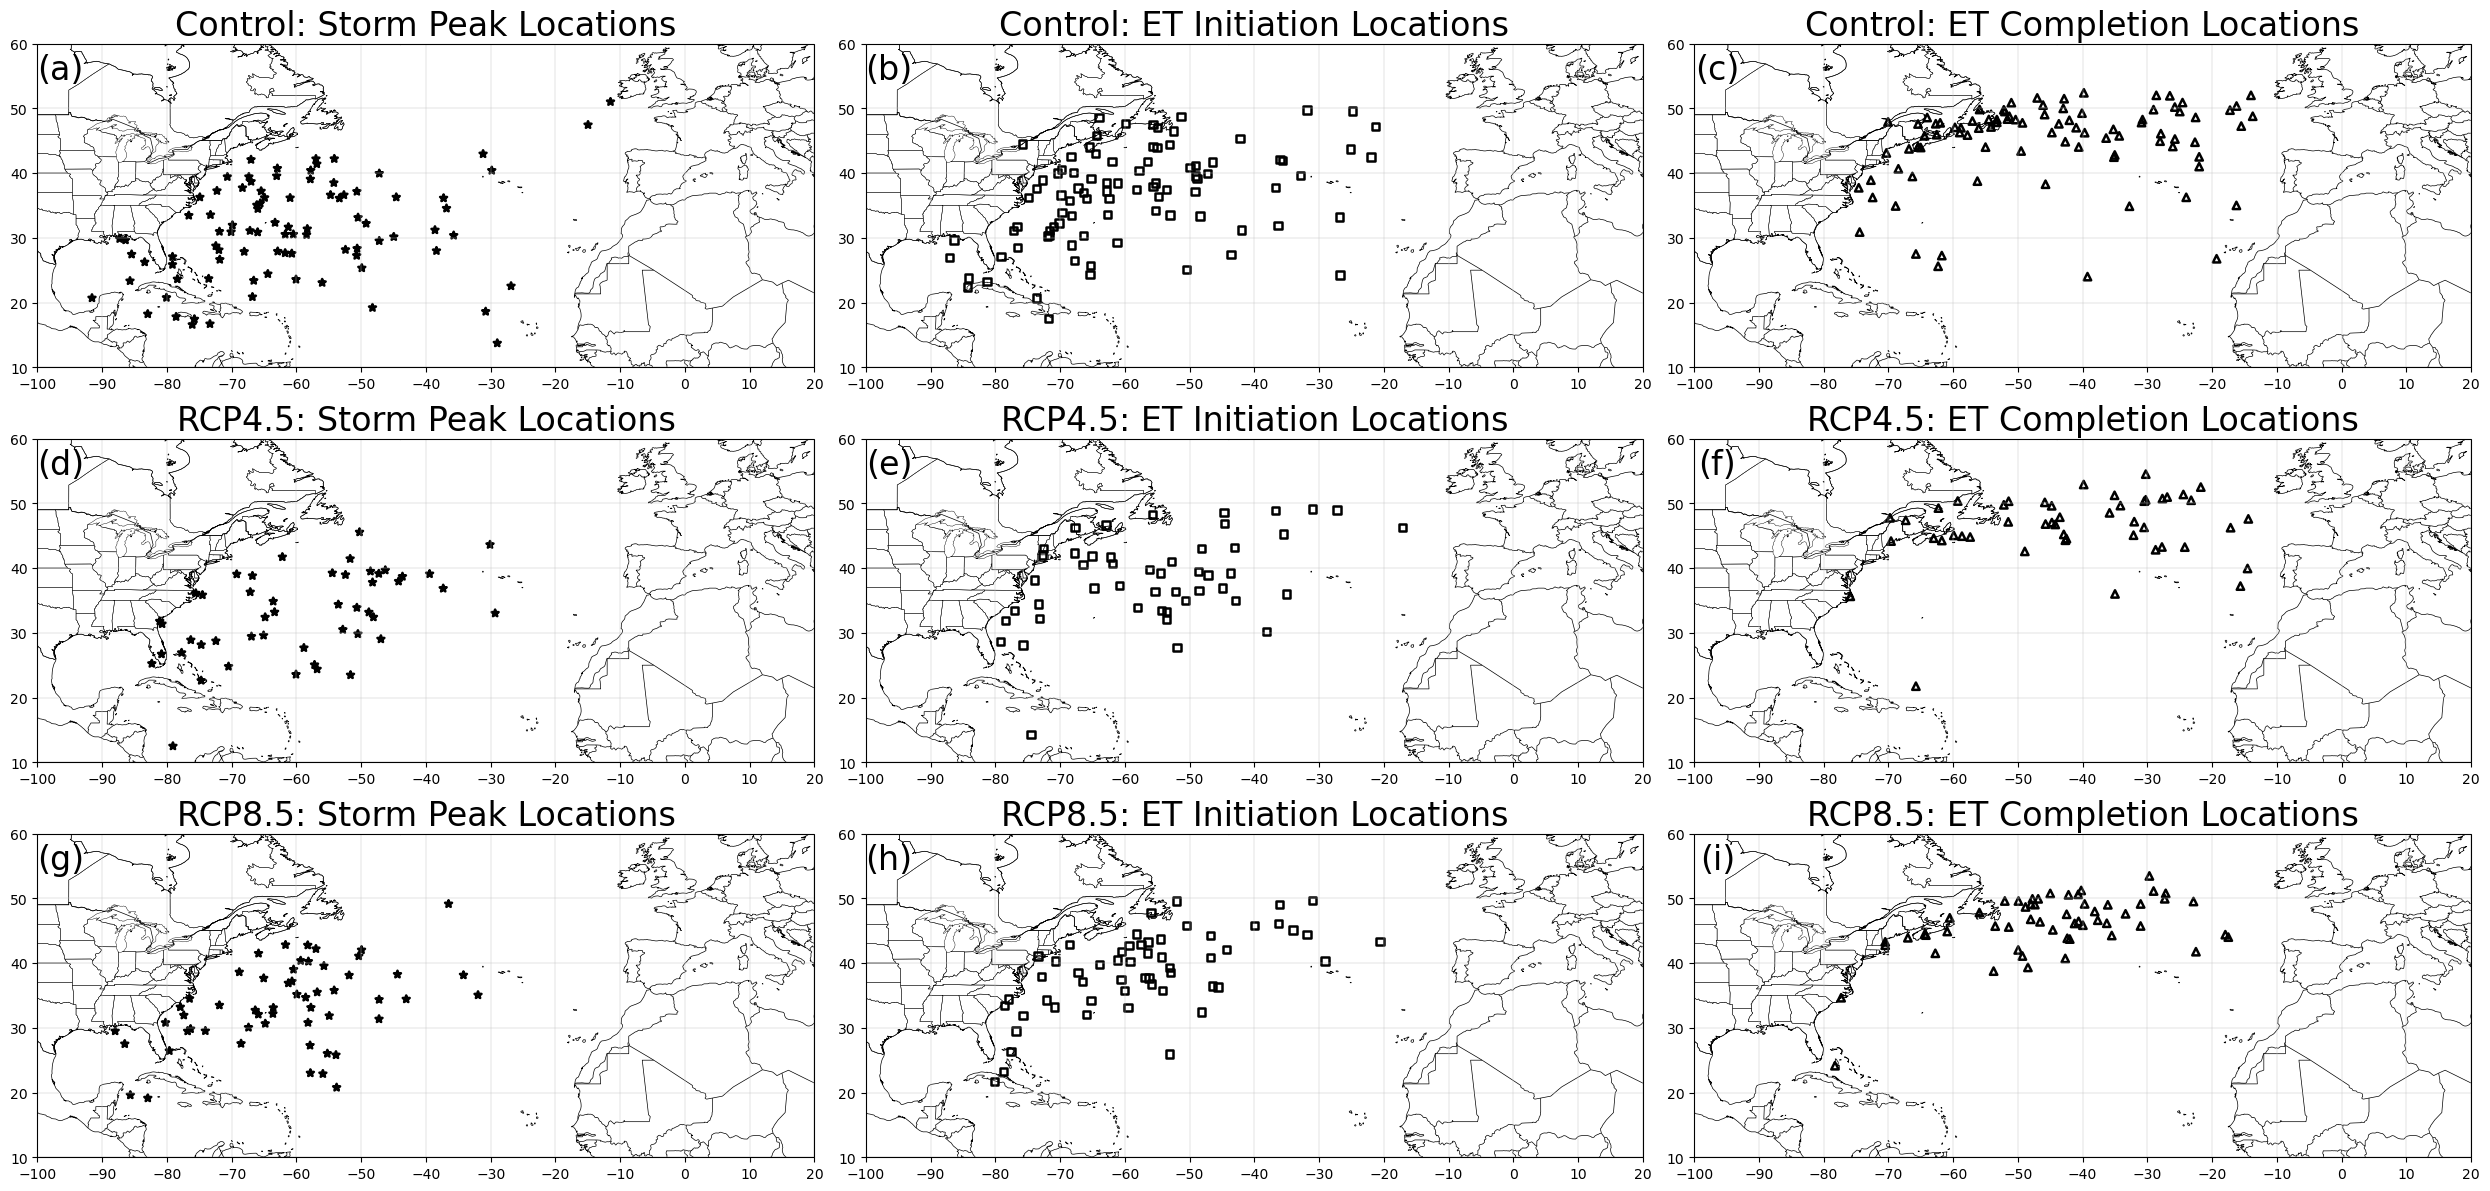 Control: Storm Peak Locations Control: ET Initiation Locations Control: ET Completion Locations
(a) (b) (c)
60 60 60
50 50 50
40 40 40
30 30 30
20 20 20
10 10 10
−100 −90 −80 −70 −60 −50 −40 −30 −20 −10 0 10 20 −100 −90 −80 −70 −60 −50 −40 −30 −20 −10 0 10 20 −100 −90 −80 −70 −60 −50 −40 −30 −20 −10 0 10 20
RCP4.5: Storm Peak Locations RCP4.5: ET Initiation Locations RCP4.5: ET Completion Locations
(d) (e) (f)
60 60 60
50 50 50
40 40 40
30 30 30
20 20 20
10 10 10
−100 −90 −80 −70 −60 −50 −40 −30 −20 −10 0 10 20 −100 −90 −80 −70 −60 −50 −40 −30 −20 −10 0 10 20 −100 −90 −80 −70 −60 −50 −40 −30 −20 −10 0 10 20
RCP8.5: Storm Peak Locations RCP8.5: ET Initiation Locations RCP8.5: ET Completion Locations
(g) (h) (i)
60 60 60
50 50 50
40 40 40
30 30 30
20 20 20
10 10 10
−100 −90 −80 −70 −60 −50 −40 −30 −20 −10 0 10 20 −100 −90 −80 −70 −60 −50 −40 −30 −20 −10 0 10 20 −100 −90 −80 −70 −60 −50 −40 −30 −20 −10 0 10 20